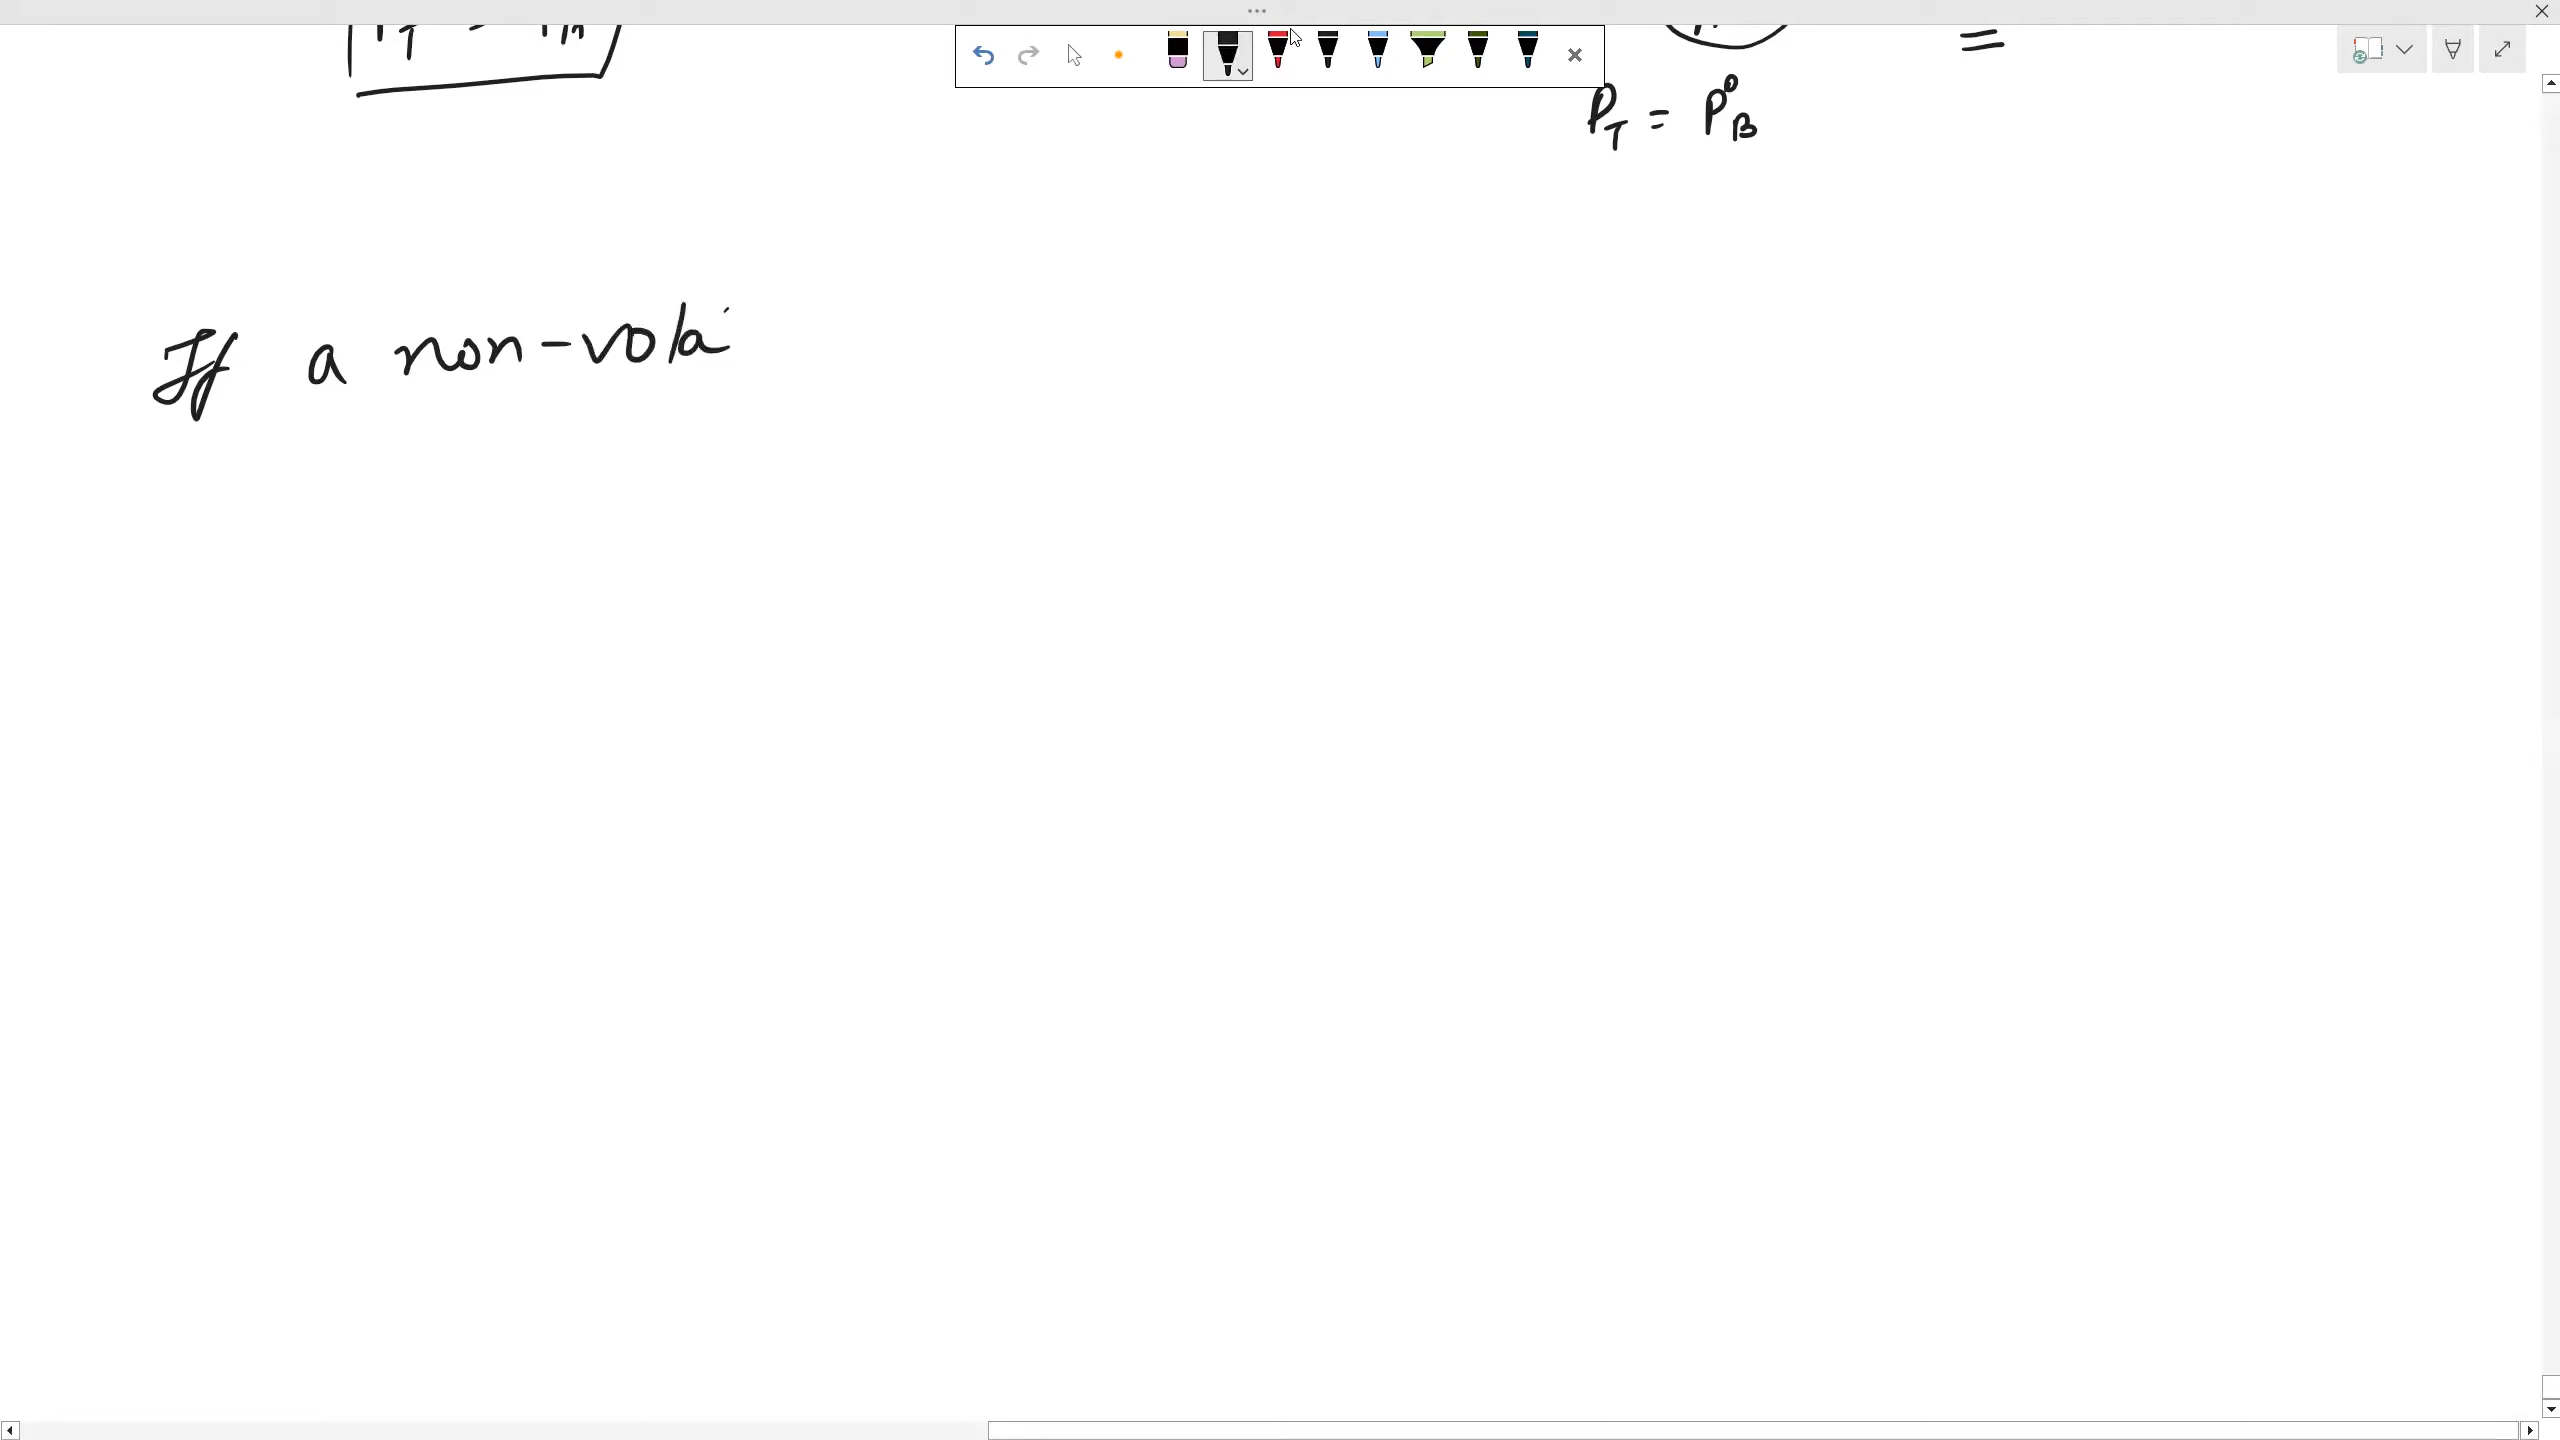 P_T = P°_B
If a non-vola